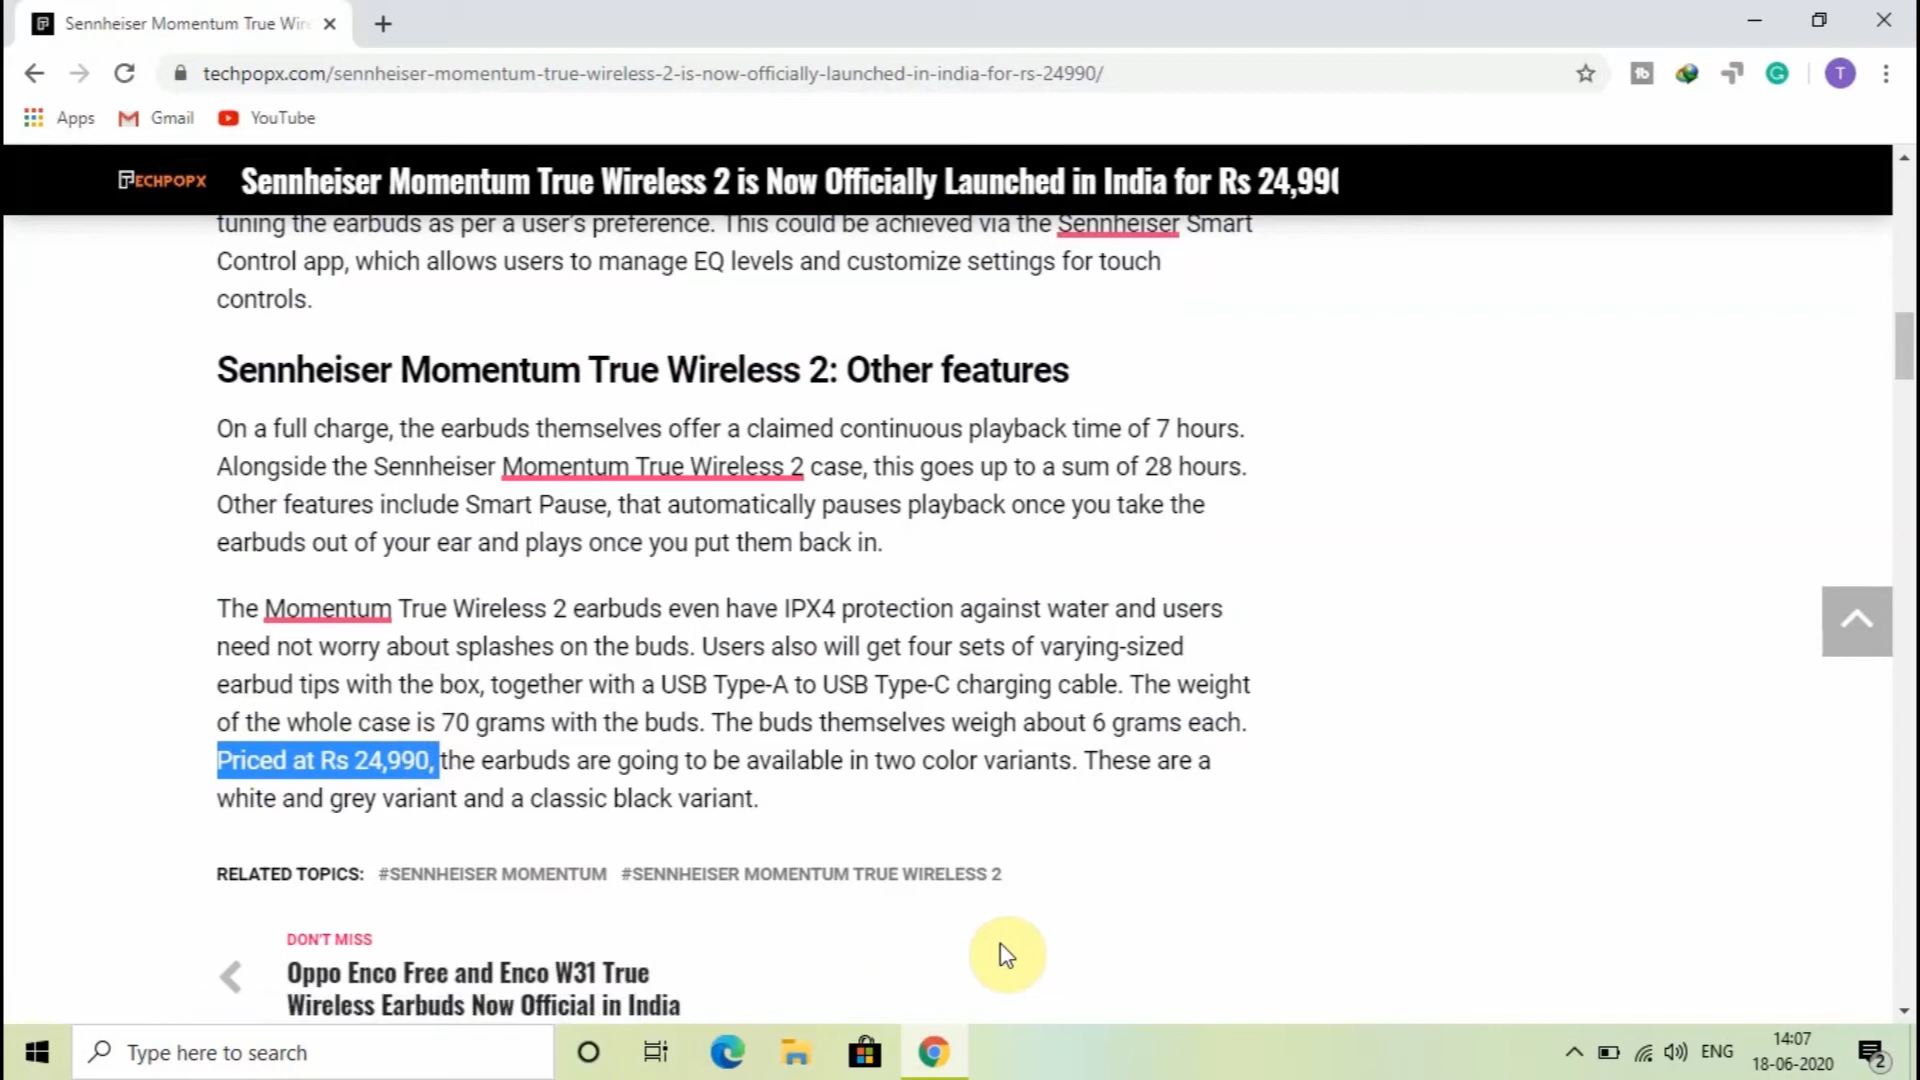 Sennheiser Momentum True Wir
techpopx.com/sennheiser-momentum-true-wireless-2-is-now-officially-launched-in-india-for-rs-24990/
T
Apps Gmail YouTube
TECHPOPX Sennheiser Momentum True Wireless 2 is Now Officially Launched in India for Rs 24,990
tuning the earbuds as per a user's preference. This could be achieved via the Sennheiser Smart
Control app, which allows users to manage EQ levels and customize settings for touch
controls.
Sennheiser Momentum True Wireless 2: Other features
On a full charge, the earbuds themselves offer a claimed continuous playback time of 7 hours.
Alongside the Sennheiser Momentum True Wireless 2 case, this goes up to a sum of 28 hours.
Other features include Smart Pause, that automatically pauses playback once you take the
earbuds out of your ear and plays once you put them back in.
The Momentum True Wireless 2 earbuds even have IPX4 protection against water and users
need not worry about splashes on the buds. Users also will get four sets of varying-sized
earbud tips with the box, together with a USB Type-A to USB Type-C charging cable. The weight
of the whole case is 70 grams with the buds. The buds themselves weigh about 6 grams each.
Priced at Rs 24,990, the earbuds are going to be available in two color variants. These are a
white and grey variant and a classic black variant.
RELATED TOPICS: #SENNHEISER MOMENTUM #SENNHEISER MOMENTUM TRUE WIRELESS 2
DON'T MISS
Oppo Enco Free and Enco W31 True
Wireless Earbuds Now Official in India
Type here to search
ENG
14:07
18-06-2020
2